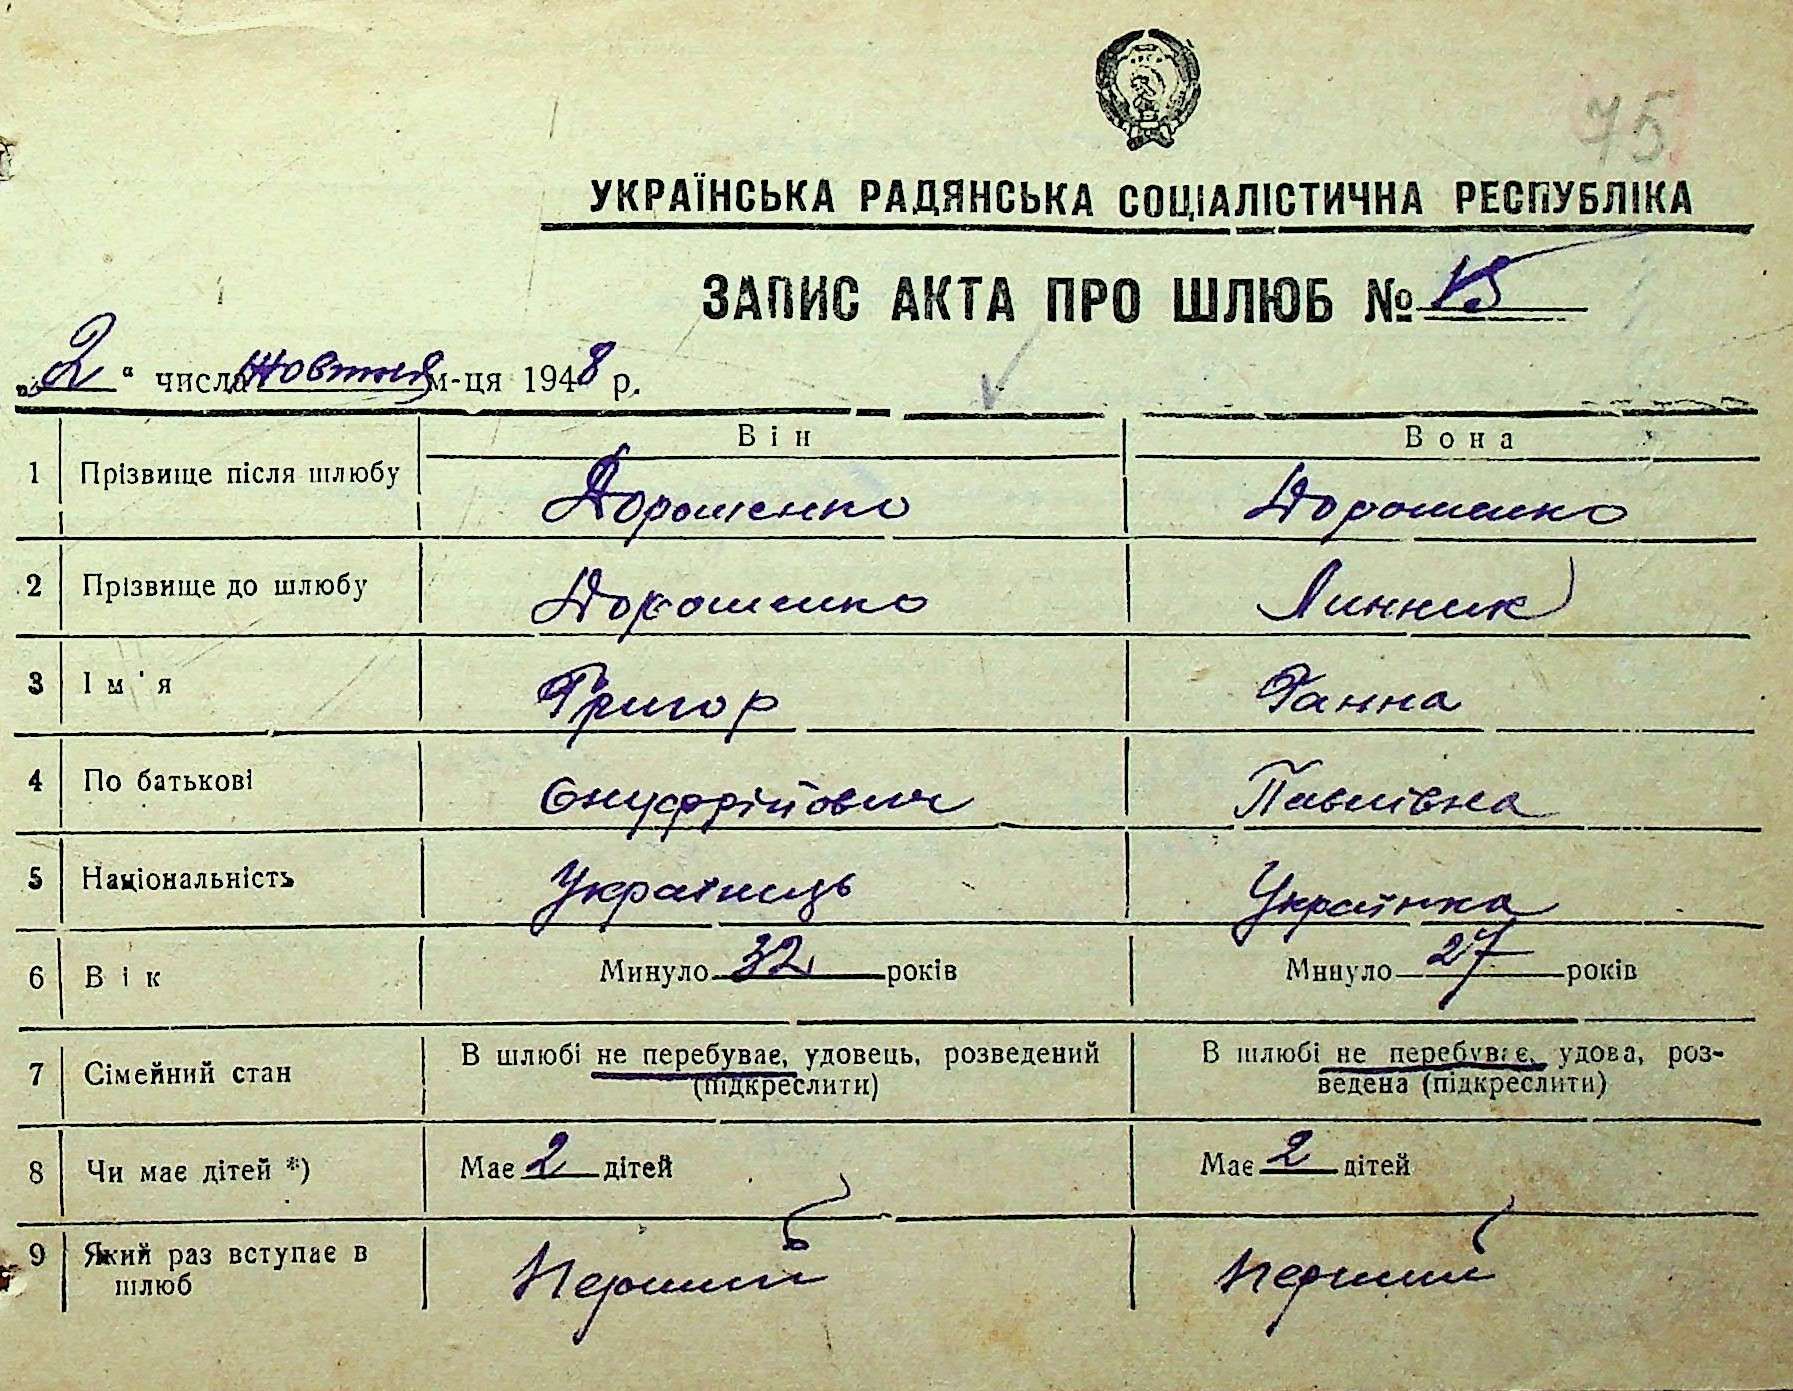 75
УКРАЇНСЬКА РАДЯНСЬКА СОЦІАЛІСТИЧНА РЕСПУБЛІКА
ЗАПИС АКТА ПРО ШЛЮБ № 15
„2“ числа жовтня м-ця 1948 р.
Він Вона
1 Прізвище після шлюбу Дорошенко Дорошенко
2 Прізвище до шлюбу Дорошенко Линник
3 Ім'я Григор Ганна
4 По батькові Онуфрійович Павлівна
5 Національність Українець Українка
6 Вік Минуло 32 років Минуло 27 років
7 Сімейний стан В шлюбі не перебуває, удовець, розведений (підкреслити) В шлюбі не перебуває, удова, роз-
ведена (підкреслити)
8 Чи має дітей *) Має 2 дітей Має 2 дітей
9 Який раз вступає в шлюб Перший Перший